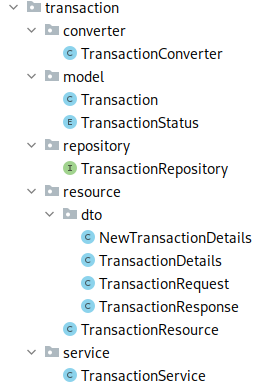 transaction
converter
C TransactionConverter
model
C Transaction
E TransactionStatus
repository
I TransactionRepository
resource
dto
C NewTransactionDetails
C TransactionDetails
C TransactionRequest
C TransactionResponse
C TransactionResource
service
C TransactionService